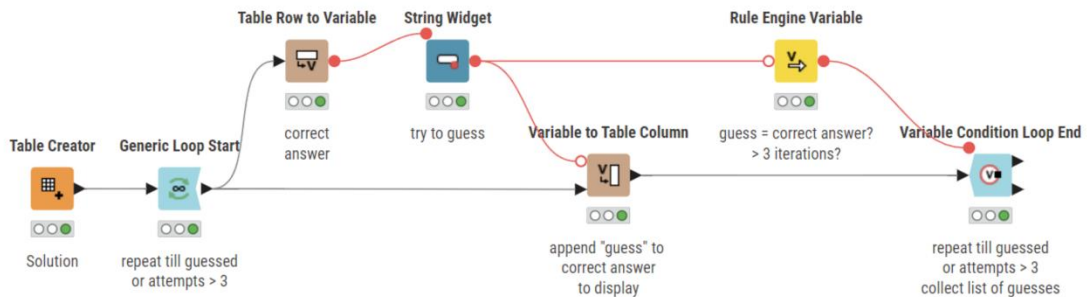 Table Row to Variable
String Widget
Rule Engine Variable
V
V
correct
answer
try to guess
guess = correct answer?
> 3 iterations?
Table Creator
Generic Loop Start
Variable to Table Column
Variable Condition Loop End
V
V
Solution
repeat till guessed
or attempts > 3
append "guess" to
correct answer
to display
repeat till guessed
or attempts > 3
collect list of guesses